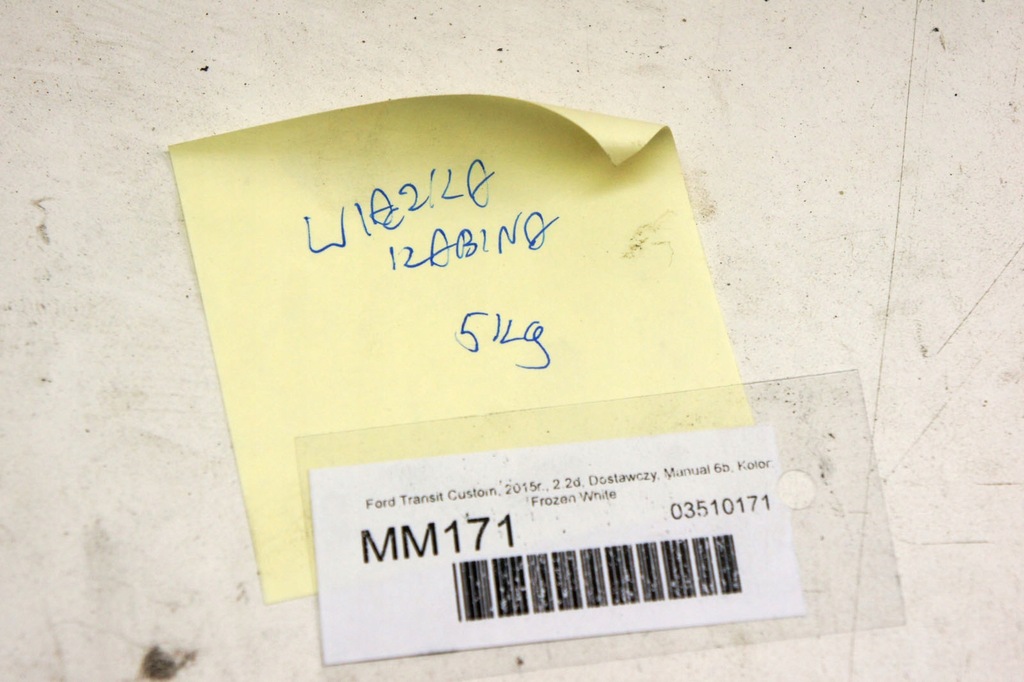 WIĄZKA
KABINA
5kg
Ford Transit Custom, 2015r., 2.2d, Dostawczy, Manual 6b, Kolor:
Frozen White
MM171
03510171